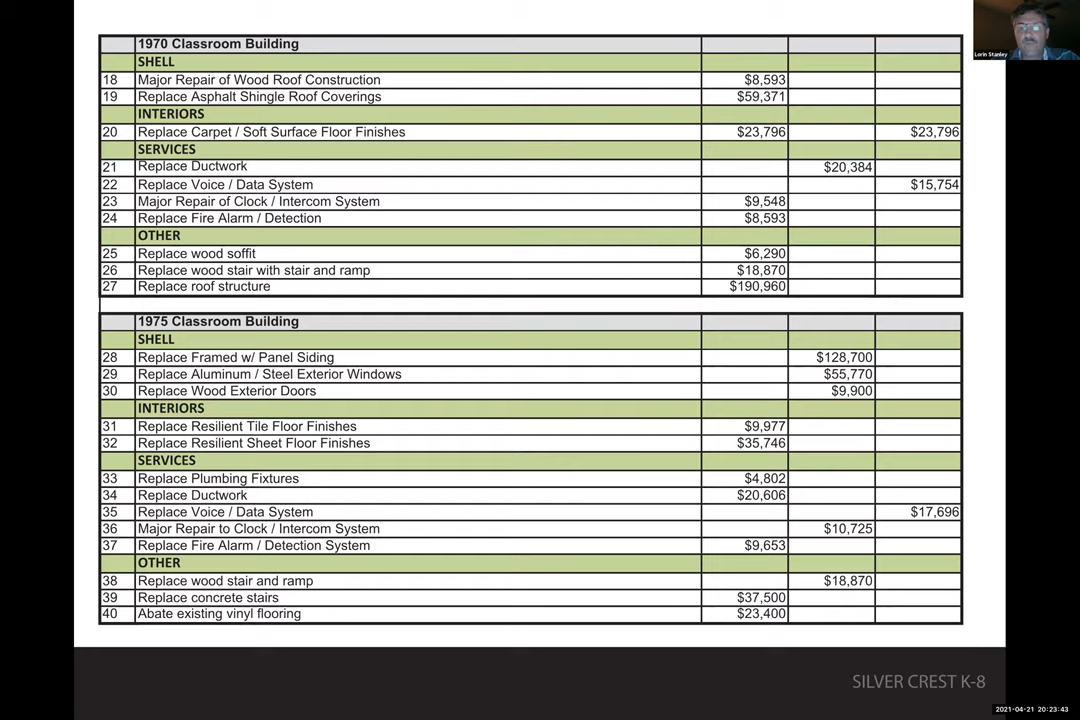 1970 Classroom Building
SHELL
18 Major Repair of Wood Roof Construction $8,593
19 Replace Asphalt Shingle Roof Coverings $59,371
INTERIORS
20 Replace Carpet / Soft Surface Floor Finishes $23,796 $23,796
SERVICES
21 Replace Ductwork $20,384
22 Replace Voice / Data System $15,754
23 Major Repair of Clock / Intercom System $9,548
24 Replace Fire Alarm / Detection $8,593
OTHER
25 Replace wood soffit $6,290
26 Replace wood stair with stair and ramp $18,870
27 Replace roof structure $190,960
1975 Classroom Building
SHELL
28 Replace Framed w/ Panel Siding $128,700
29 Replace Aluminum / Steel Exterior Windows $55,770
30 Replace Wood Exterior Doors $9,900
INTERIORS
31 Replace Resilient Tile Floor Finishes $9,977
32 Replace Resilient Sheet Floor Finishes $35,746
SERVICES
33 Replace Plumbing Fixtures $4,802
34 Replace Ductwork $20,606
35 Replace Voice / Data System $17,696
36 Major Repair to Clock / Intercom System $10,725
37 Replace Fire Alarm / Detection System $9,653
OTHER
38 Replace wood stair and ramp $18,870
39 Replace concrete stairs $37,500
40 Abate existing vinyl flooring $23,400
SILVER CREST K-8
Lorin Stanley
2021-04-21 20:23:43